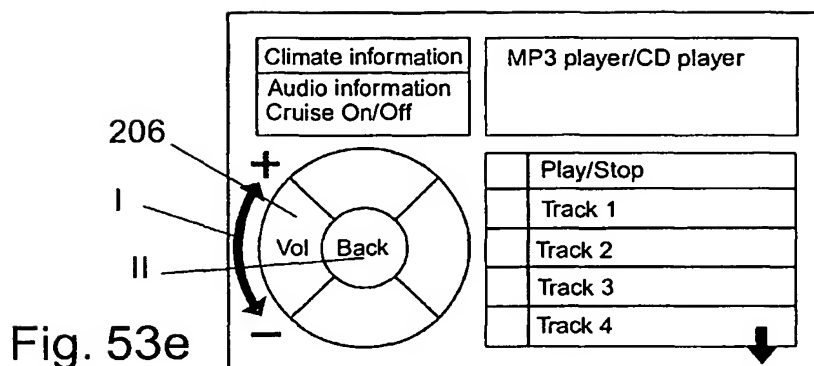 Climate information
Audio information
Cruise On/Off
MP3 player/CD player
206
+
I
Vol
Back
II
−
Play/Stop
Track 1
Track 2
Track 3
Track 4
Fig. 53e